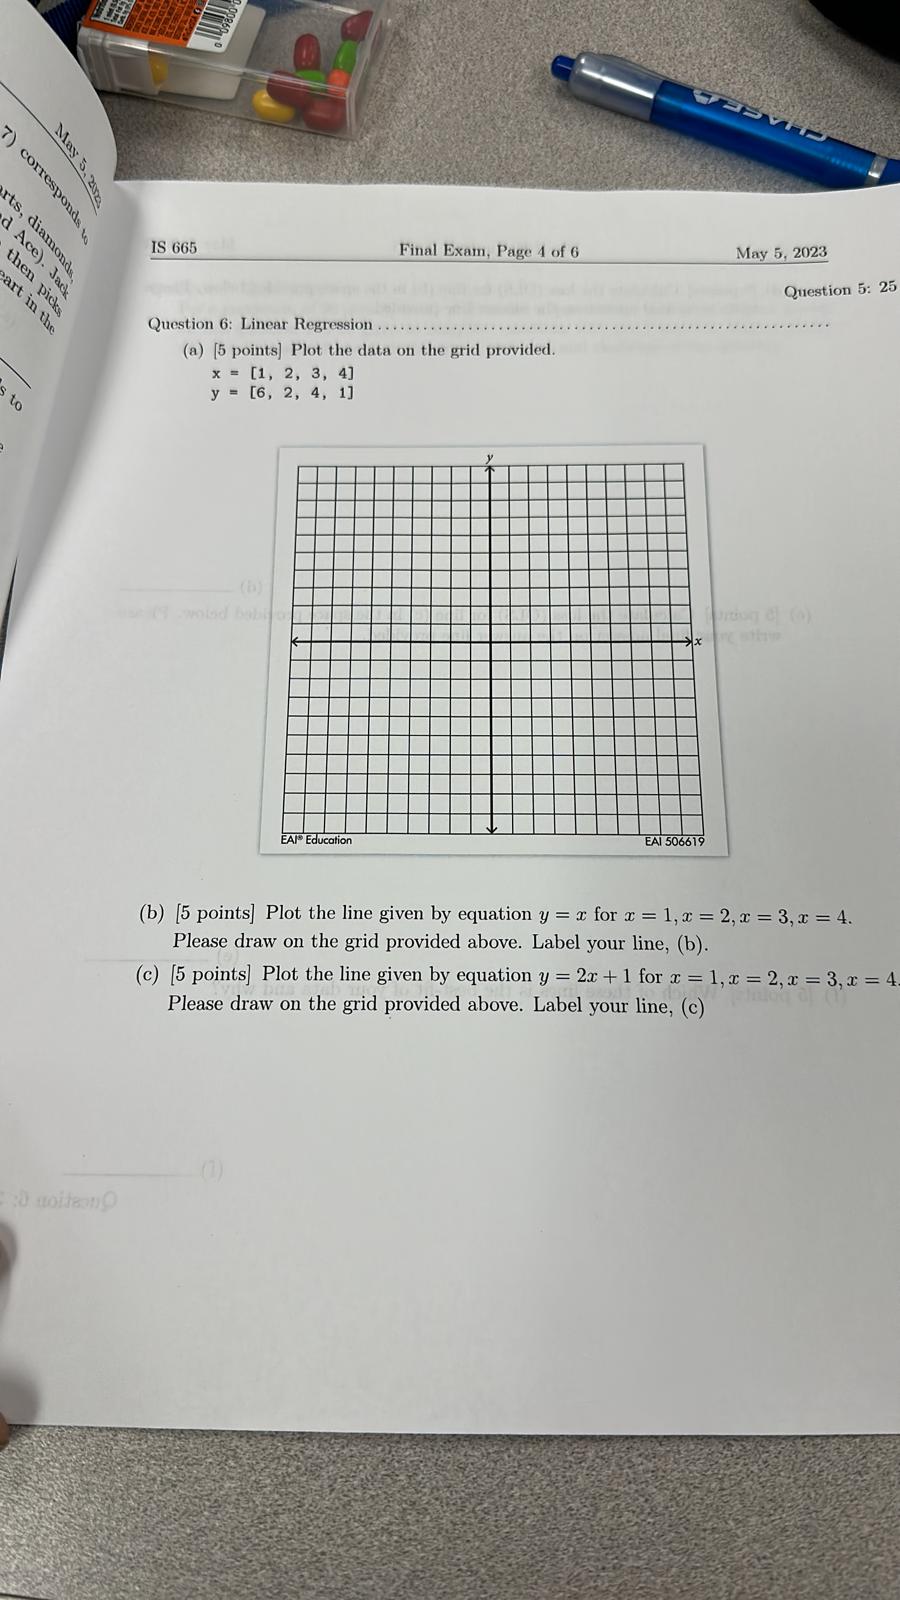 May 5, 2023
7) corresponds to
arts, diamonds,
d Ace). Jack
then picks
eart in the
s to
CHASE
IS 665
Final Exam, Page 4 of 6
May 5, 2023
Question 5: 25
Question 6: Linear Regression
(a) [5 points] Plot the data on the grid provided.
x = [1, 2, 3, 4]
y = [6, 2, 4, 1]
y
x
EAI® Education
EAI 506619
(b) [5 points] Plot the line given by equation y = x for x = 1, x = 2, x = 3, x = 4.
Please draw on the grid provided above. Label your line, (b).
(c) [5 points] Plot the line given by equation y = 2x + 1 for x = 1, x = 2, x = 3, x = 4.
Please draw on the grid provided above. Label your line, (c)